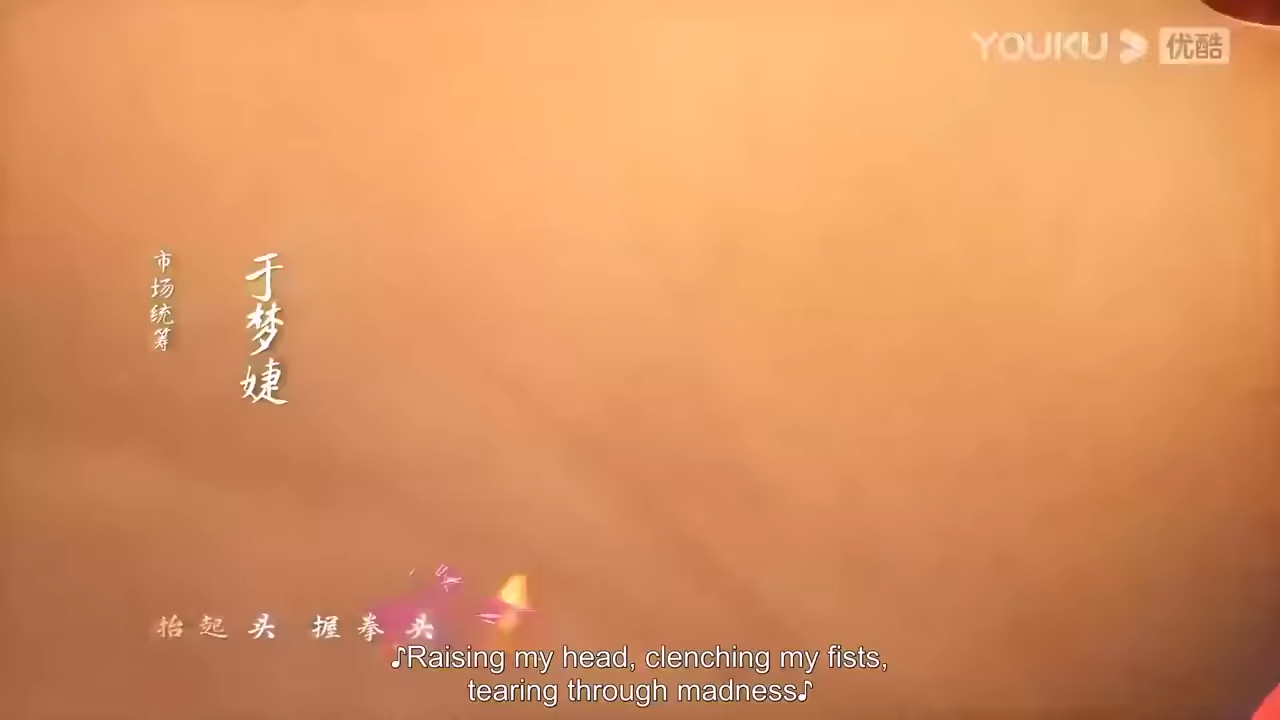 YOUKU 优酷
市场统筹
于梦婕
抬起头 握拳头
♪Raising my head, clenching my fists,
tearing through madness♪